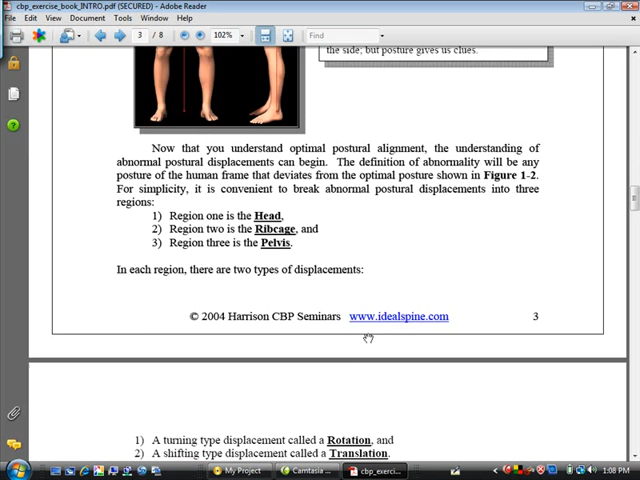 cbp_exercise_book_INTRO.pdf (SECURED) - Adobe Reader
File Edit View Document Tools Window Help
3 / 8 102% Find
the side; but posture gives us clues.
Now that you understand optimal postural alignment, the understanding of
abnormal postural displacements can begin. The definition of abnormality will be any
posture of the human frame that deviates from the optimal posture shown in Figure 1-2.
For simplicity, it is convenient to break abnormal postural displacements into three
regions:
1) Region one is the Head,
2) Region two is the Ribcage, and
3) Region three is the Pelvis.
In each region, there are two types of displacements:
© 2004 Harrison CBP Seminars www.idealspine.com 3
1) A turning type displacement called a Rotation, and
2) A shifting type displacement called a Translation.
My Project Camtasia ... cbp_exerci... 1:08 PM